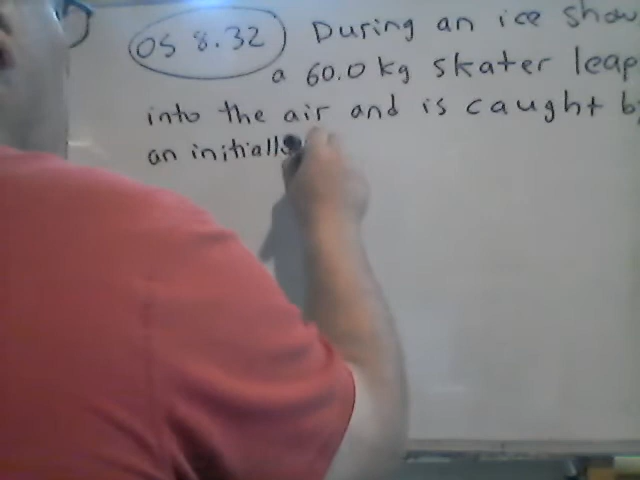 OS 8.32 During an ice show
a 60.0 kg skater leap
into the air and is caught by
an initially